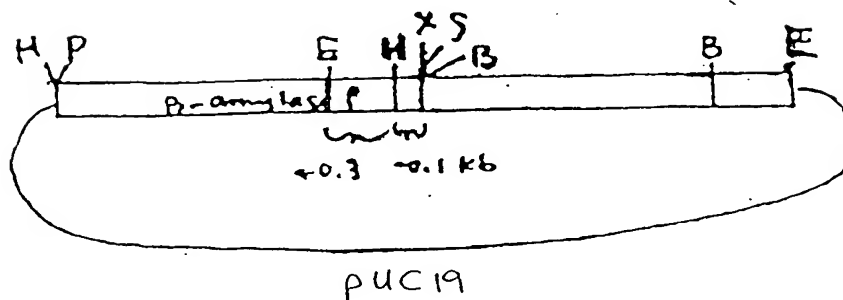 X S
H P E H B B E
β-amylase p
~0.3 ~0.1 kb
pUC19